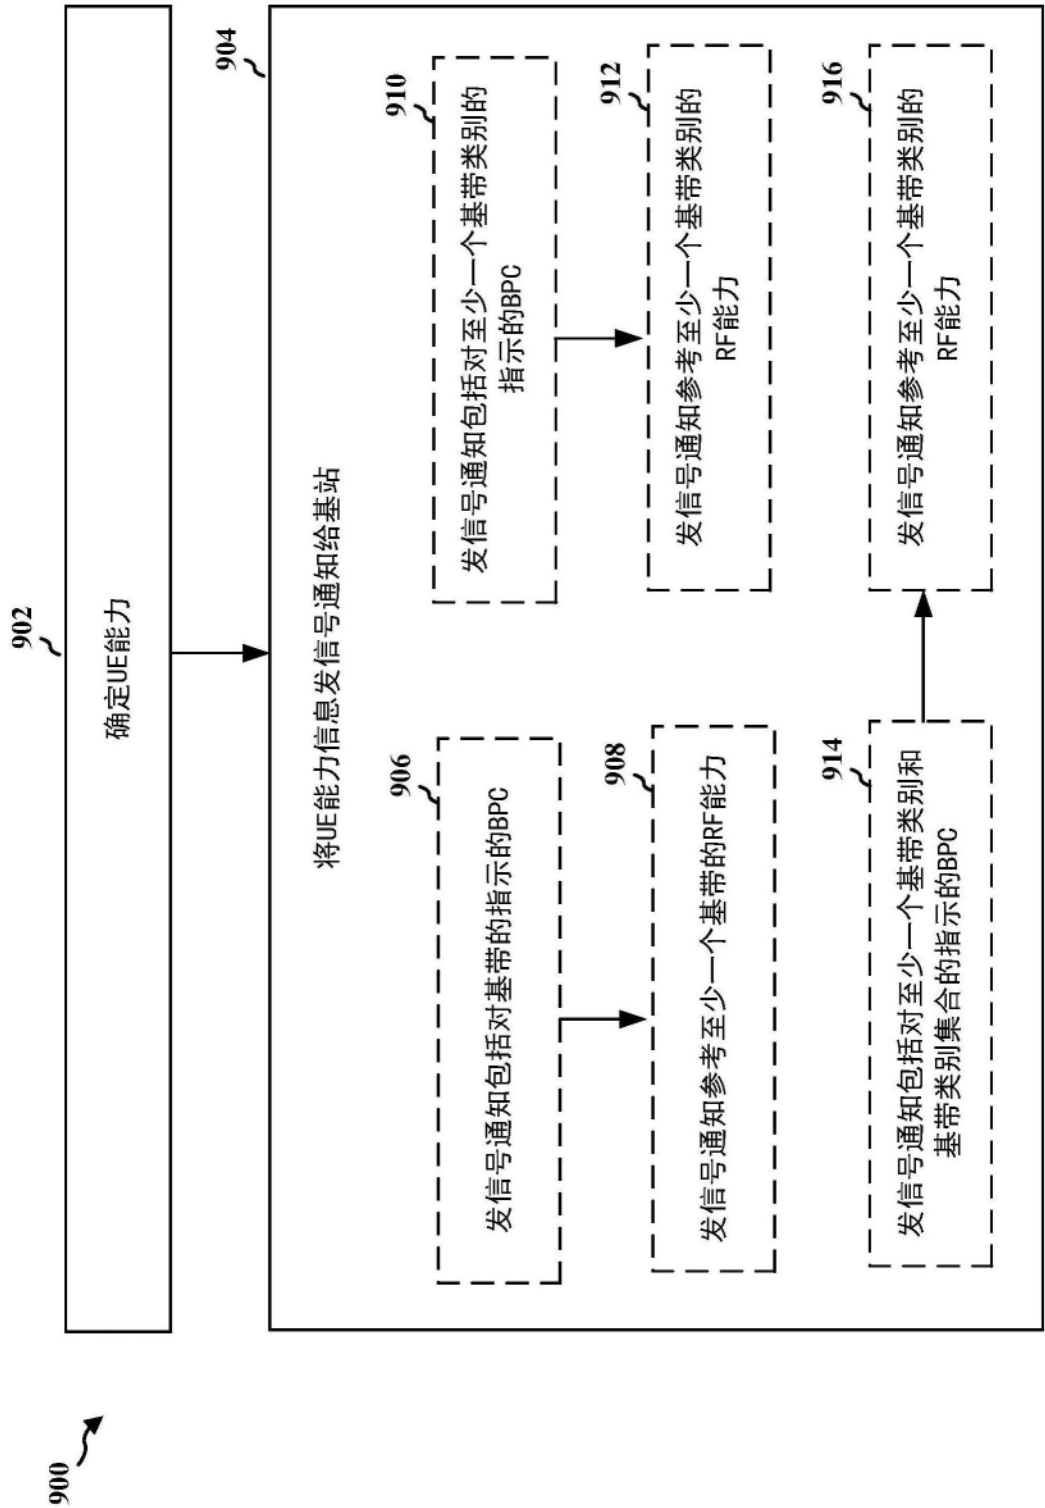 900
902
确定UE能力
904
将UE能力信息发信号通知给基站
906
发信号通知包括对基带的指示的BPC
908
发信号通知参考至少一个基带的RF能力
910
发信号通知包括对至少一个基带类别的
指示的BPC
912
发信号通知参考至少一个基带类别的
RF能力
914
发信号通知包括对至少一个基带类别和
基带类别集合的指示的BPC
916
发信号通知参考至少一个基带类别的
RF能力